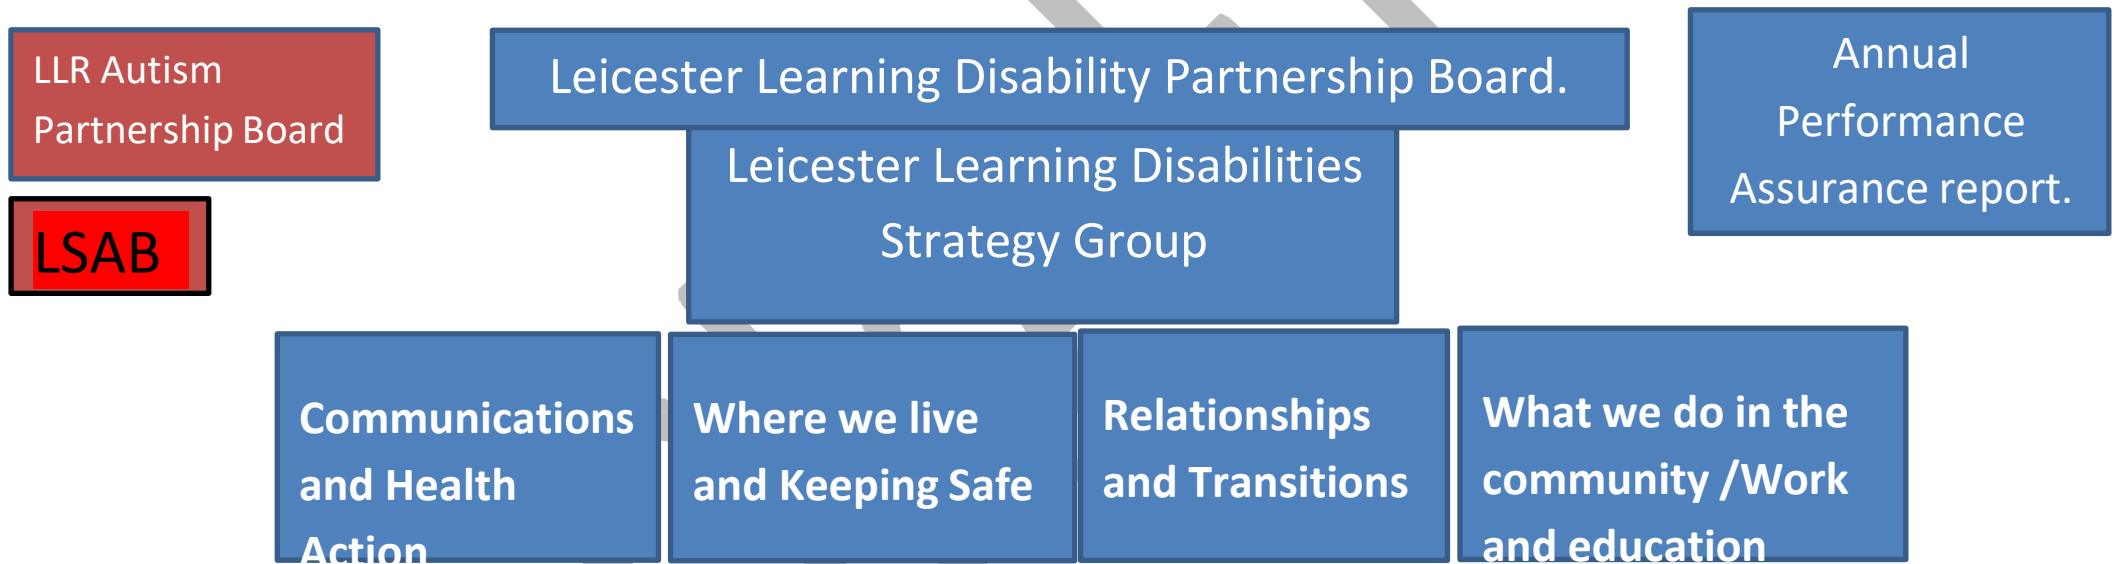 LLR Autism
Partnership Board
LSAB
Leicester Learning Disability Partnership Board.
Leicester Learning Disabilities
Strategy Group
Annual
Performance
Assurance report.
Communications
and Health
Action
Where we live
and Keeping Safe
Relationships
and Transitions
What we do in the
community /Work
and education